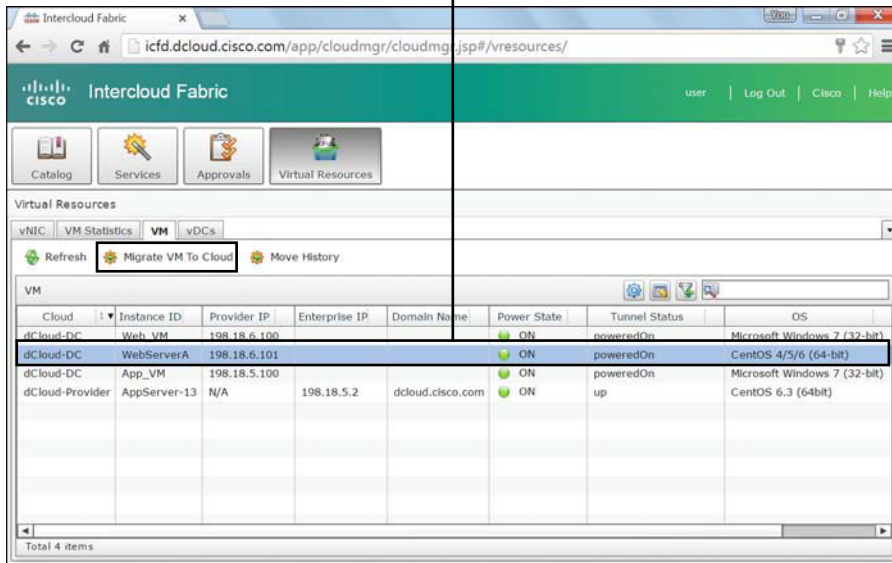 Intercloud Fabric
icfd.dcloud.cisco.com/app/cloudmgr/cloudmgr.jsp#/vresources/
CISCO Intercloud Fabric user | Log Out | Cisco | Help
Catalog Services Approvals Virtual Resources
Virtual Resources
vNIC VM Statistics VM vDCs
Refresh Migrate VM To Cloud Move History
VM
Cloud 1 Instance ID Provider IP Enterprise IP Domain Name Power State Tunnel Status OS
dCloud-DC Web_VM 198.18.6.100 ON poweredOn Microsoft Windows 7 (32-bit)
dCloud-DC WebServerA 198.18.6.101 ON poweredOn CentOS 4/5/6 (64-bit)
dCloud-DC App_VM 198.18.5.100 ON poweredOn Microsoft Windows 7 (32-bit)
dCloud-Provider AppServer-13 N/A 198.18.5.2 dcloud.cisco.com ON up CentOS 6.3 (64bit)
Total 4 items